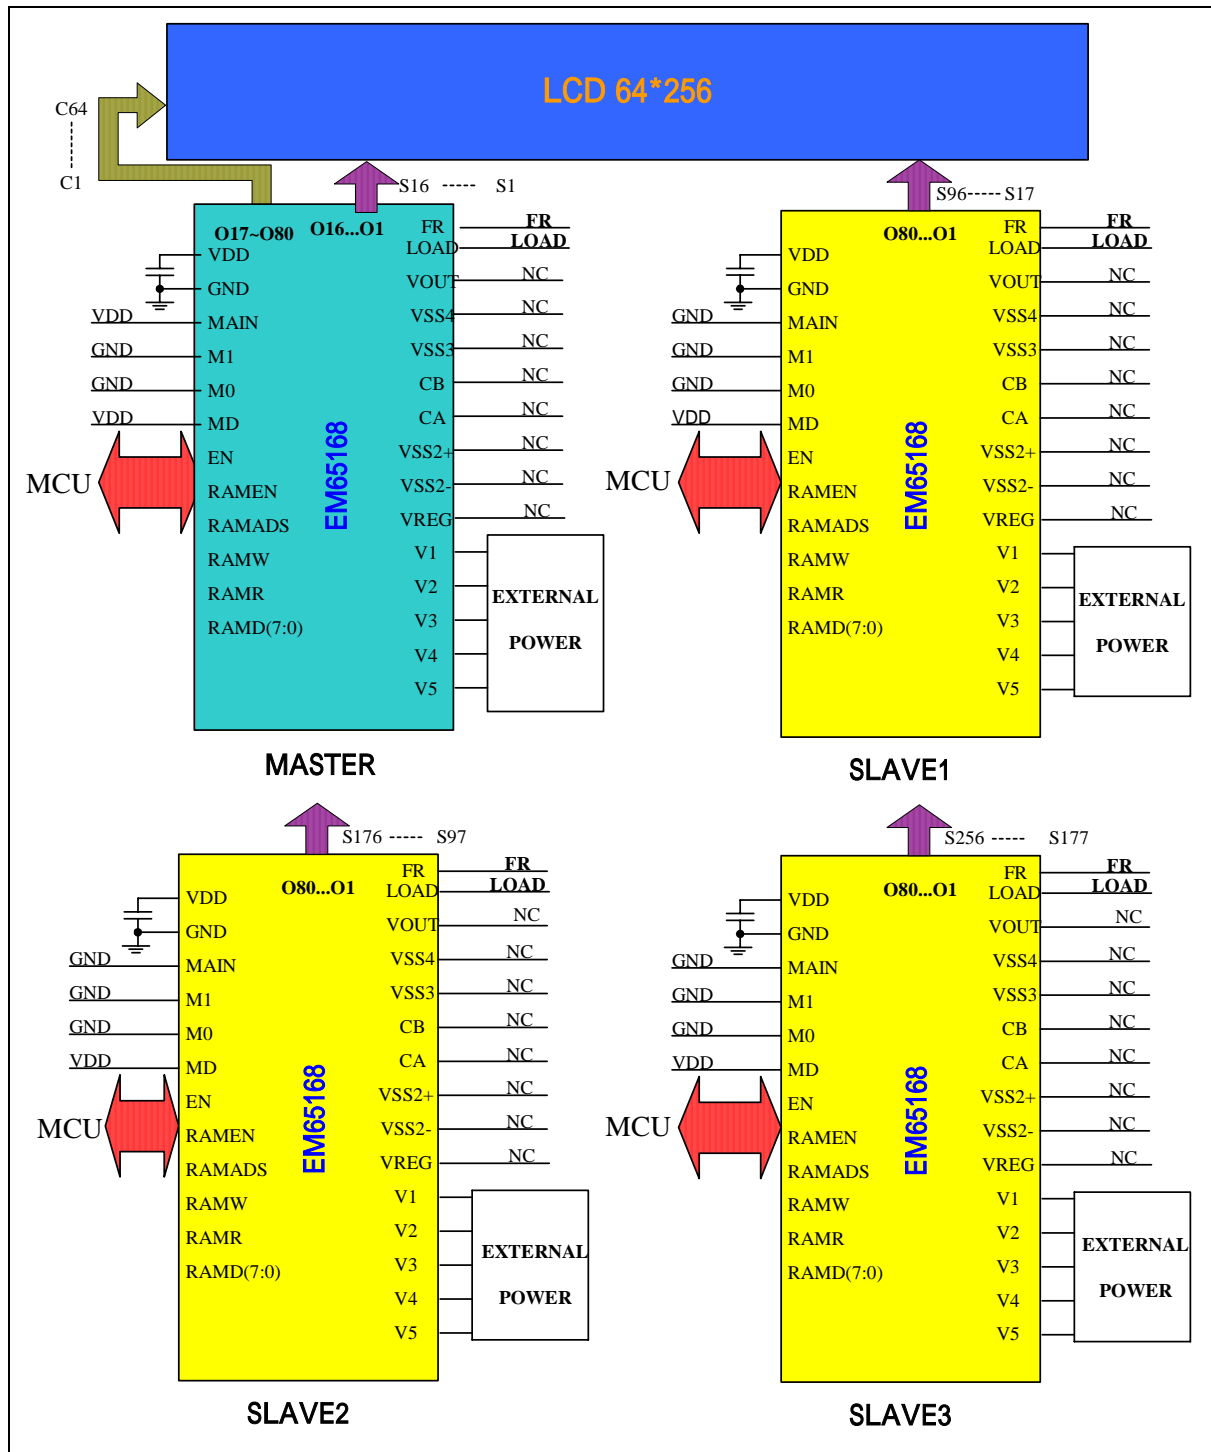 LCD 64*256
C64
C1
S16 ----- S1
S96 ----- S17
O17~O80
O16...O1
FR
FR
LOAD
LOAD
VDD
VOUT
NC
GND
VSS4
NC
VDD
MAIN
VSS3
NC
GND
M1
CB
NC
GND
M0
CA
NC
VDD
MD
VSS2+
NC
EN
VSS2-
NC
MCU
RAMEN
VREG
NC
RAMADS
V1
RAMW
V2
RAMR
V3
RAMD(7:0)
V4
V5
EXTERNAL
POWER
EM65168
MASTER
O80...O1
FR
FR
LOAD
LOAD
VDD
VOUT
NC
GND
VSS4
NC
GND
MAIN
VSS3
NC
GND
M1
CB
NC
GND
M0
CA
NC
VDD
MD
VSS2+
NC
EN
VSS2-
NC
MCU
RAMEN
VREG
NC
RAMADS
V1
RAMW
V2
RAMR
V3
RAMD(7:0)
V4
V5
EXTERNAL
POWER
EM65168
SLAVE1
S176 ----- S97
O80...O1
FR
FR
LOAD
LOAD
VDD
VOUT
NC
GND
VSS4
NC
GND
MAIN
VSS3
NC
GND
M1
CB
NC
GND
M0
CA
NC
VDD
MD
VSS2+
NC
EN
VSS2-
NC
MCU
RAMEN
VREG
NC
RAMADS
V1
RAMW
V2
RAMR
V3
RAMD(7:0)
V4
V5
EXTERNAL
POWER
EM65168
SLAVE2
S256 ----- S177
O80...O1
FR
FR
LOAD
LOAD
VDD
VOUT
NC
GND
VSS4
NC
GND
MAIN
VSS3
NC
GND
M1
CB
NC
GND
M0
CA
NC
VDD
MD
VSS2+
NC
EN
VSS2-
NC
MCU
RAMEN
VREG
NC
RAMADS
V1
RAMW
V2
RAMR
V3
RAMD(7:0)
V4
V5
EXTERNAL
POWER
EM65168
SLAVE3